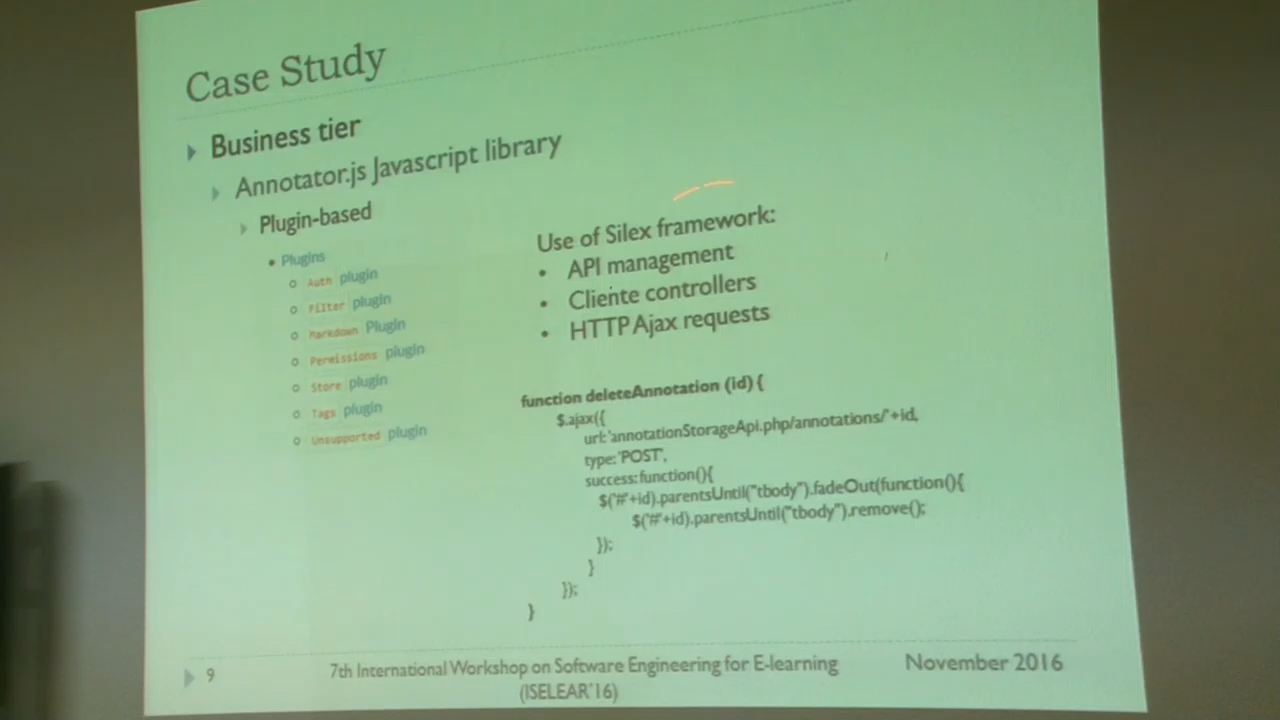 Case Study
Business tier
Annotator.js Javascript library
Plugin-based
• Plugins
o Auth plugin
o Filter plugin
o Markdown Plugin
o Permissions plugin
o Store plugin
o Tags plugin
o Unsupported plugin
Use of Silex framework:
• API management
• Cliente controllers
• HTTP Ajax requests
function deleteAnnotation (id) {
$.ajax({
url: 'annotationStorageApi.php/annotations/'+id,
type: 'POST',
success: function(){
$('#'+id).parentsUntil("tbody").fadeOut(function(){
$('#'+id).parentsUntil("tbody").remove();
});
}
});
}
9
7th International Workshop on Software Engineering for E-learning
(ISELEAR'16)
November 2016